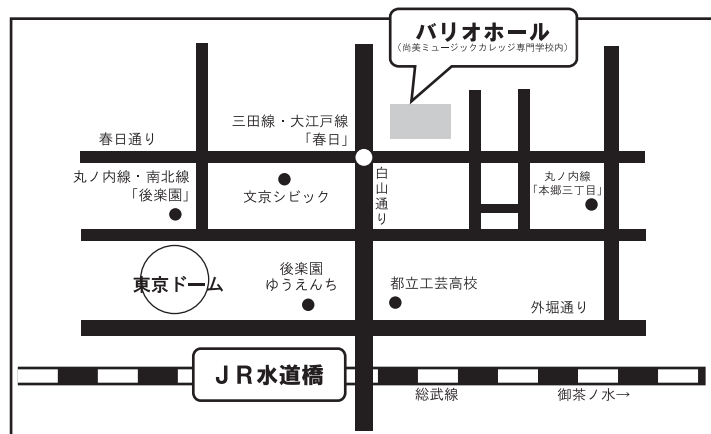 バリオホール
（尚美ミュージックカレッジ専門学校内）
三田線・大江戸線
「春日」
春日通り
丸ノ内線・南北線
「後楽園」
文京シビック
白山通り
丸ノ内線
「本郷三丁目」
東京ドーム
後楽園
ゆうえんち
都立工芸高校
外堀通り
ＪＲ水道橋
総武線
御茶ノ水→